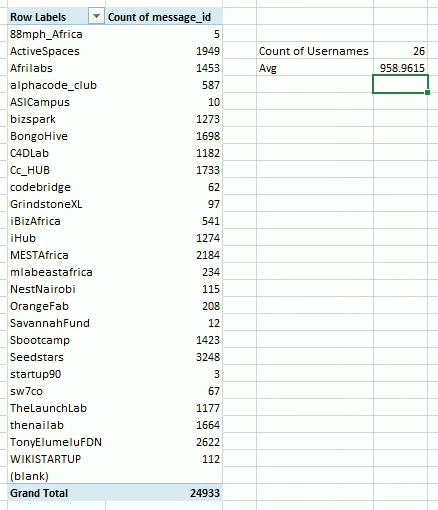 Row Labels Count of message_id
88mph_Africa 5
ActiveSpaces 1949 Count of Usernames 26
Afrilabs 1453 Avg 958.9615
alphacode_club 587
ASICampus 10
bizspark 1273
BongoHive 1698
C4DLab 1182
Cc_HUB 1733
codebridge 62
GrindstoneXL 97
iBizAfrica 541
iHub 1274
MESTAfrica 2184
mlabeastafrica 234
NestNairobi 115
OrangeFab 208
SavannahFund 12
Sbootcamp 1423
Seedstars 3248
startup90 3
sw7co 67
TheLaunchLab 1177
thenailab 1664
TonyElumeluFDN 2622
WIKISTARTUP 112
(blank)
Grand Total 24933